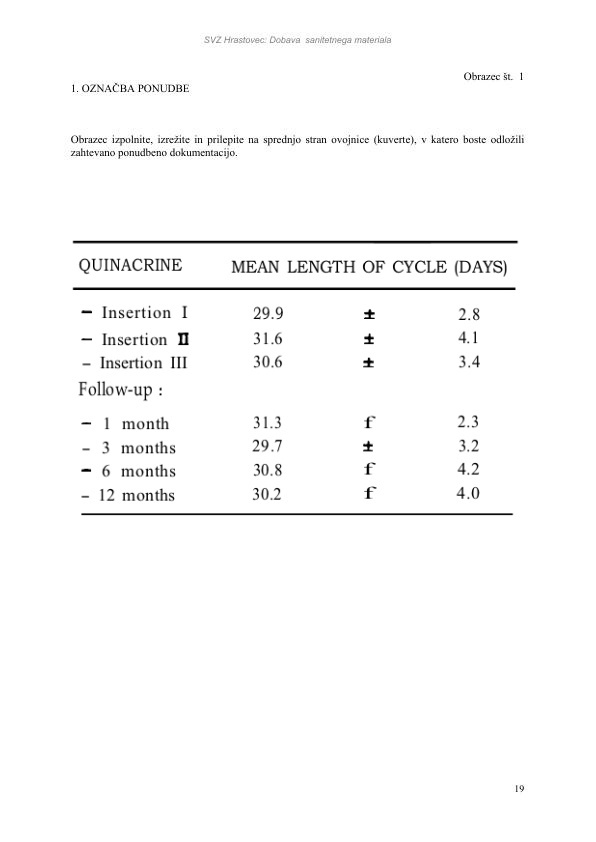 SVZ Hrastovec: Dobava sanitetnega materiala
Obrazec št. 1
1. OZNAČBA PONUDBE
Obrazec izpolnite, izrežite in prilepite na sprednjo stran ovojnice (kuverte), v katero boste odložili
zahtevano ponudbeno dokumentacijo.
QUINACRINE MEAN LENGTH OF CYCLE (DAYS)
– Insertion I 29.9 ± 2.8
– Insertion II 31.6 ± 4.1
– Insertion III 30.6 ± 3.4
Follow-up :
– 1 month 31.3 f 2.3
– 3 months 29.7 ± 3.2
– 6 months 30.8 f 4.2
– 12 months 30.2 f 4.0
19